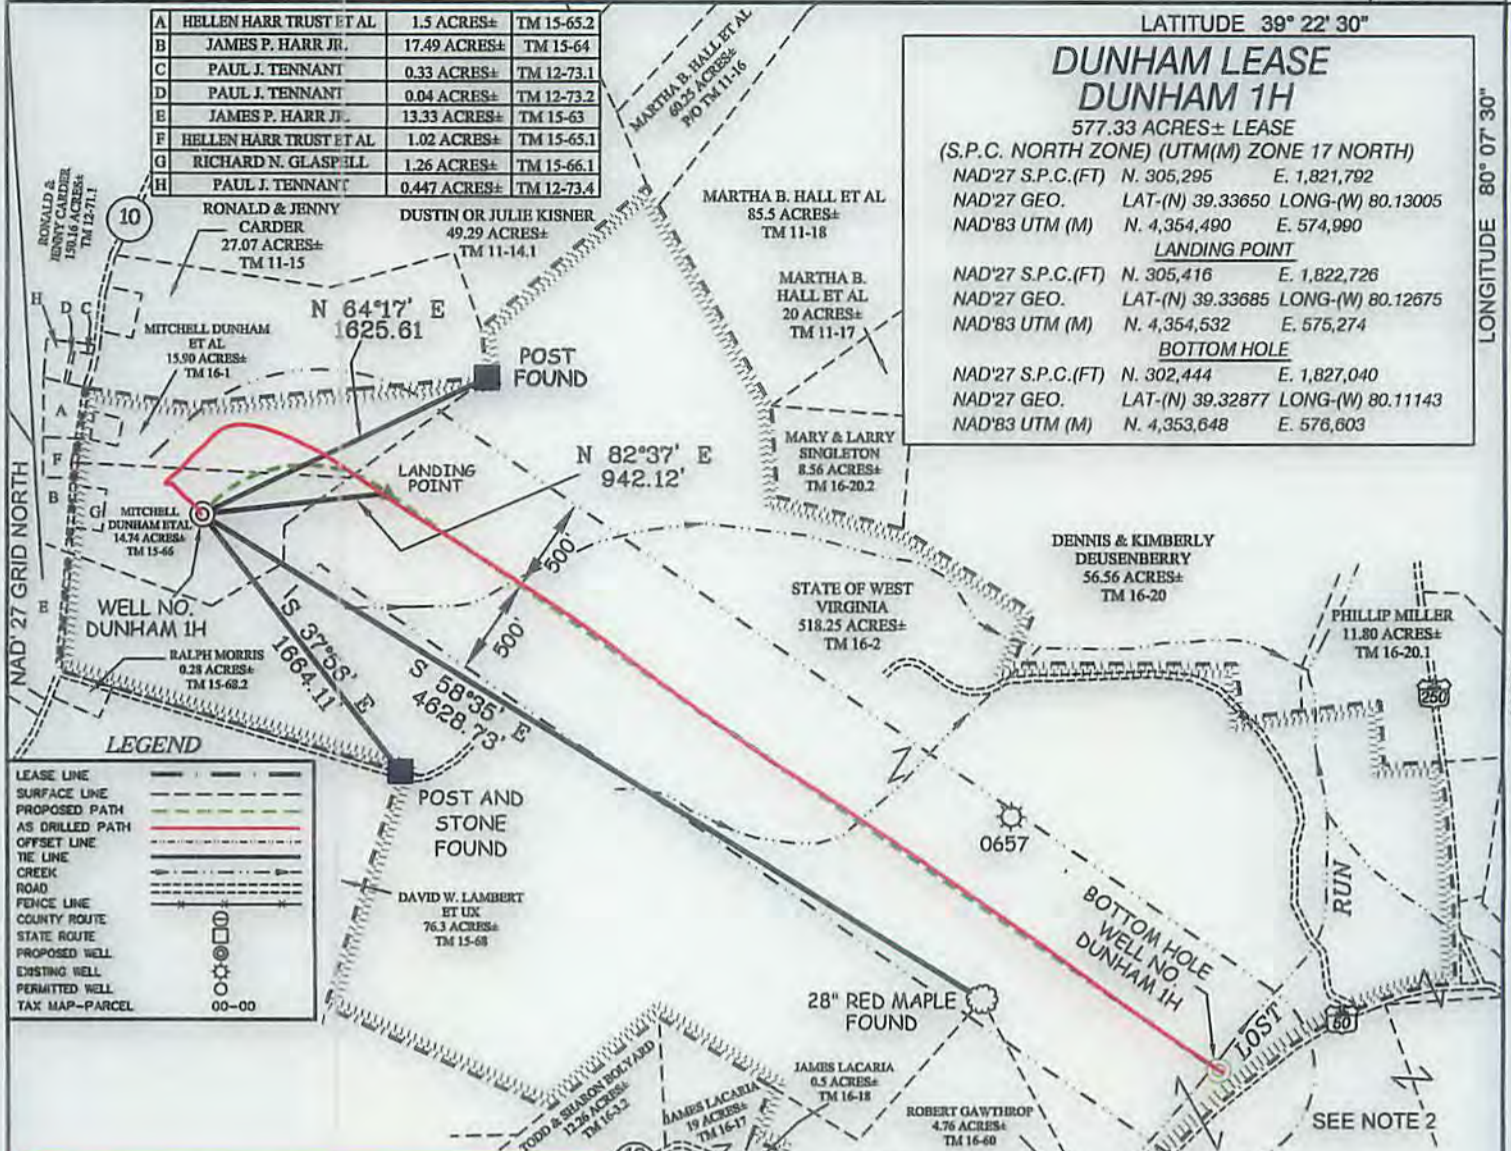 A HELLEN HARR TRUST ET AL 1.5 ACRES± TM 15-65.2
B JAMES P. HARR JR. 17.49 ACRES± TM 15-64
C PAUL J. TENNANT 0.33 ACRES± TM 12-73.1
D PAUL J. TENNANT 0.04 ACRES± TM 12-73.2
E JAMES P. HARR JR. 13.33 ACRES± TM 15-63
F HELLEN HARR TRUST ET AL 1.02 ACRES± TM 15-65.1
G RICHARD N. GLASPELL 1.26 ACRES± TM 15-66.1
H PAUL J. TENNANT 0.447 ACRES± TM 12-73.4
LATITUDE 39° 22' 30"
DUNHAM LEASE
DUNHAM 1H
577.33 ACRES± LEASE
(S.P.C. NORTH ZONE) (UTM(M) ZONE 17 NORTH)
NAD'27 S.P.C.(FT) N. 305,295 E. 1,821,792
NAD'27 GEO. LAT-(N) 39.33650 LONG-(W) 80.13005
NAD'83 UTM (M) N. 4,354,490 E. 574,990
LANDING POINT
NAD'27 S.P.C.(FT) N. 305,416 E. 1,822,726
NAD'27 GEO. LAT-(N) 39.33685 LONG-(W) 80.12675
NAD'83 UTM (M) N. 4,354,532 E. 575,274
BOTTOM HOLE
NAD'27 S.P.C.(FT) N. 302,444 E. 1,827,040
NAD'27 GEO. LAT-(N) 39.32877 LONG-(W) 80.11143
NAD'83 UTM (M) N. 4,353,648 E. 576,603
LONGITUDE 80° 07' 30"
MARTHA B. HALL ET AL
60.25 ACRES±
P/O TM 11-16
RONALD &
JENNY CARDER
150.16 ACRES±
TM 12-71.1
10
RONALD & JENNY
CARDER
27.07 ACRES±
TM 11-15
DUSTIN OR JULIE KISNER
49.29 ACRES±
TM 11-14.1
MARTHA B. HALL ET AL
85.5 ACRES±
TM 11-18
MARTHA B.
HALL ET AL
20 ACRES±
TM 11-17
H
D
C
N 64°17' E
1625.61
MITCHELL DUNHAM
ET AL
15.90 ACRES±
TM 16-1
POST
FOUND
A
F
B
G
E
MARY & LARRY
SINGLETON
8.56 ACRES±
TM 16-20.2
N 82°37' E
942.12'
LANDING
POINT
MITCHELL
DUNHAM ETAL
14.74 ACRES±
TM 15-66
NAD'27 GRID NORTH
500'
500'
DENNIS & KIMBERLY
DEUSENBERRY
56.56 ACRES±
TM 16-20
STATE OF WEST
VIRGINIA
518.25 ACRES±
TM 16-2
PHILLIP MILLER
11.80 ACRES±
TM 16-20.1
250
WELL NO.
DUNHAM 1H
RALPH MORRIS
0.28 ACRES±
TM 15-68.2
S 37°53' E
1664.11'
S 58°35' E
4628.73'
LEGEND
LEASE LINE
SURFACE LINE
PROPOSED PATH
AS DRILLED PATH
OFFSET LINE
TIE LINE
CREEK
ROAD
FENCE LINE
COUNTY ROUTE
STATE ROUTE
PROPOSED WELL
EXISTING WELL
PERMITTED WELL
TAX MAP-PARCEL 00-00
POST AND
STONE
FOUND
0657
DAVID W. LAMBERT
ET UX
76.3 ACRES±
TM 15-68
BOTTOM HOLE
WELL NO.
DUNHAM 1H
RUN
LOST
50
28" RED MAPLE
FOUND
TODD & SHARON BOLYARD
12.26 ACRES±
TM 16-3.2
JAMES LACARIA
19 ACRES±
TM 16-17
JAMES LACARIA
0.5 ACRES±
TM 16-18
ROBERT GAWTHROP
4.76 ACRES±
TM 16-60
SEE NOTE 2